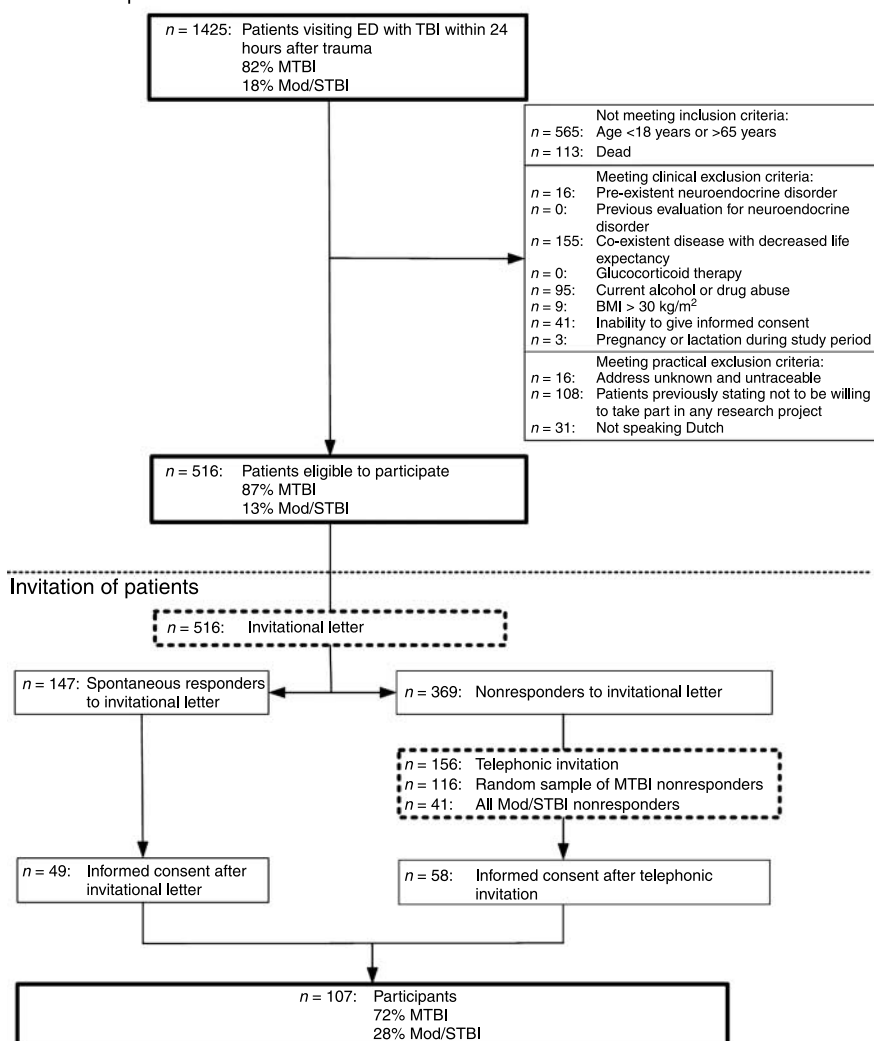 n = 1425: Patients visiting ED with TBI within 24
hours after trauma
82% MTBI
18% Mod/STBI
Not meeting inclusion criteria:
n = 565: Age <18 years or >65 years
n = 113: Dead
Meeting clinical exclusion criteria:
n = 16: Pre-existent neuroendocrine disorder
n = 0: Previous evaluation for neuroendocrine
disorder
n = 155: Co-existent disease with decreased life
expectancy
n = 0: Glucocorticoid therapy
n = 95: Current alcohol or drug abuse
n = 9: BMI > 30 kg/m²
n = 41: Inability to give informed consent
n = 3: Pregnancy or lactation during study period
Meeting practical exclusion criteria:
n = 16: Address unknown and untraceable
n = 108: Patients previously stating not to be willing
to take part in any research project
n = 31: Not speaking Dutch
n = 516: Patients eligible to participate
87% MTBI
13% Mod/STBI
Invitation of patients
n = 516: Invitational letter
n = 147: Spontaneous responders
to invitational letter
n = 369: Nonresponders to invitational letter
n = 156: Telephonic invitation
n = 116: Random sample of MTBI nonresponders
n = 41: All Mod/STBI nonresponders
n = 49: Informed consent after
invitational letter
n = 58: Informed consent after telephonic
invitation
n = 107: Participants
72% MTBI
28% Mod/STBI